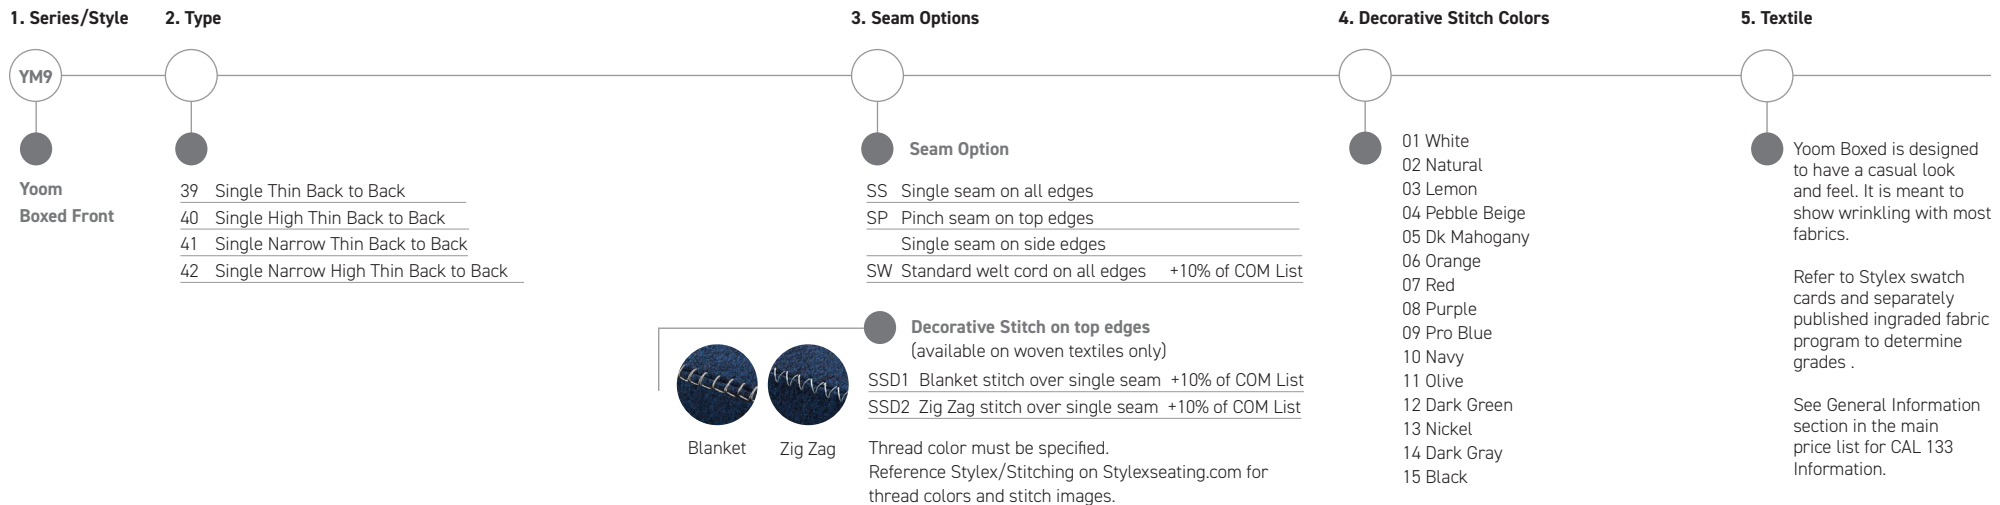 1. Series/Style
YM9
Yoom
Boxed Front
2. Type
39 Single Thin Back to Back
40 Single High Thin Back to Back
41 Single Narrow Thin Back to Back
42 Single Narrow High Thin Back to Back
3. Seam Options
Seam Option
SS Single seam on all edges
SP Pinch seam on top edges
Single seam on side edges
SW Standard welt cord on all edges +10% of COM List
Decorative Stitch on top edges
(available on woven textiles only)
SSD1 Blanket stitch over single seam +10% of COM List
SSD2 Zig Zag stitch over single seam +10% of COM List
Blanket
Zig Zag
Thread color must be specified.
Reference Stylex/Stitching on Stylexseating.com for
thread colors and stitch images.
4. Decorative Stitch Colors
01 White
02 Natural
03 Lemon
04 Pebble Beige
05 Dk Mahogany
06 Orange
07 Red
08 Purple
09 Pro Blue
10 Navy
11 Olive
12 Dark Green
13 Nickel
14 Dark Gray
15 Black
5. Textile
Yoom Boxed is designed
to have a casual look
and feel. It is meant to
show wrinkling with most
fabrics.
Refer to Stylex swatch
cards and separately
published ingraded fabric
program to determine
grades .
See General Information
section in the main
price list for CAL 133
Information.